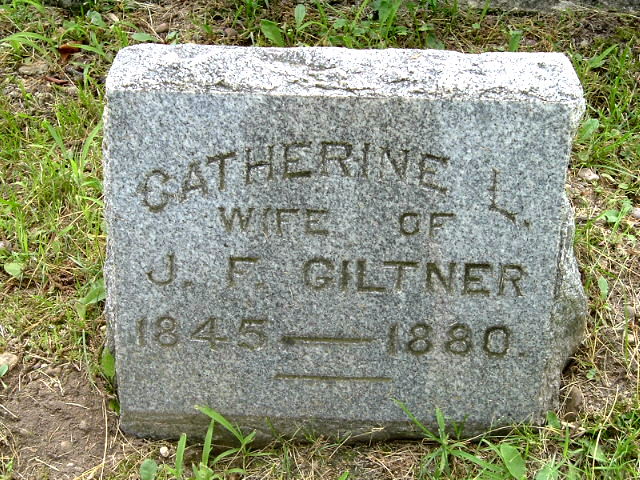 CATHERINE L.
WIFE OF
J. F. GILTNER
1845 — 1880.